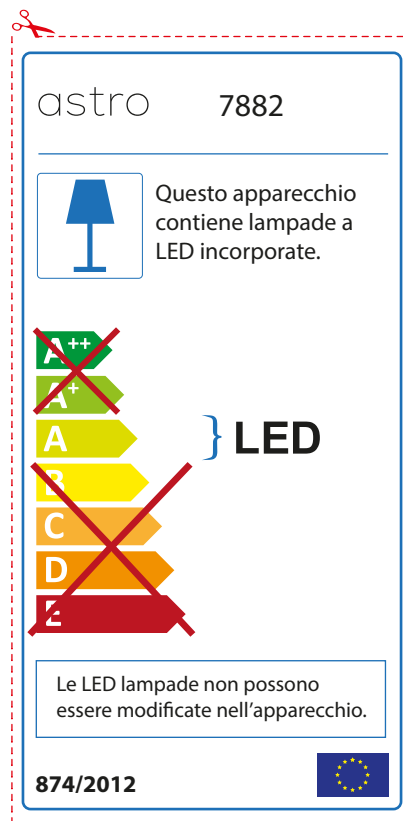 astro 7882
Questo apparecchio
contiene lampade a
LED incorporate.
A++
A+
A
} LED
B
C
D
E
Le LED lampade non possono
essere modificate nell’apparecchio.
874/2012